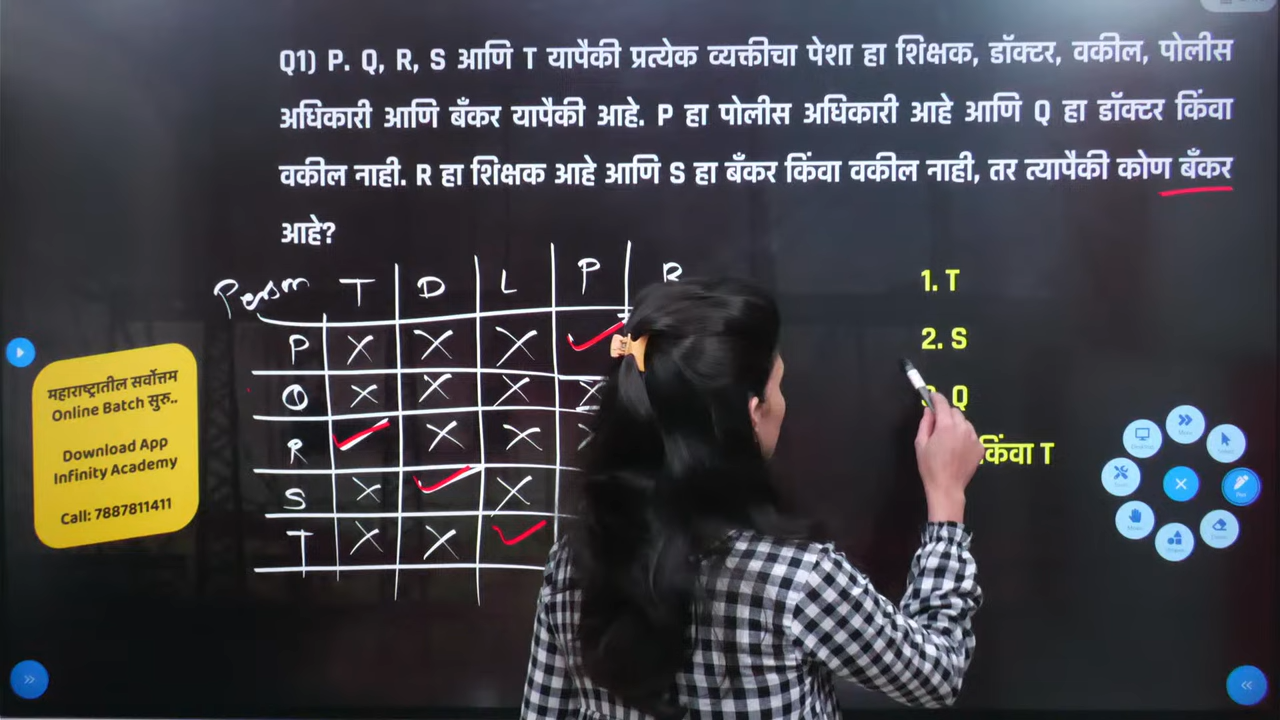 Q1) P. Q, R, S आणि T यापैकी प्रत्येक व्यक्तीचा पेशा हा शिक्षक, डॉक्टर, वकील, पोलीस
अधिकारी आणि बँकर यापैकी आहे. P हा पोलीस अधिकारी आहे आणि Q हा डॉक्टर किंवा
वकील नाही. R हा शिक्षक आहे आणि S हा बँकर किंवा वकील नाही, तर त्यापैकी कोण बँकर
आहे?
Person T D L P
P X X X ✓
Q X X X X
R ✓ X X
S X ✓ X
T X X ✓
1. T
2. S
Q
किंवा T
महाराष्ट्रातील सर्वोत्तम
Online Batch सुरु..
Download App
Infinity Academy
Call: 7887811411